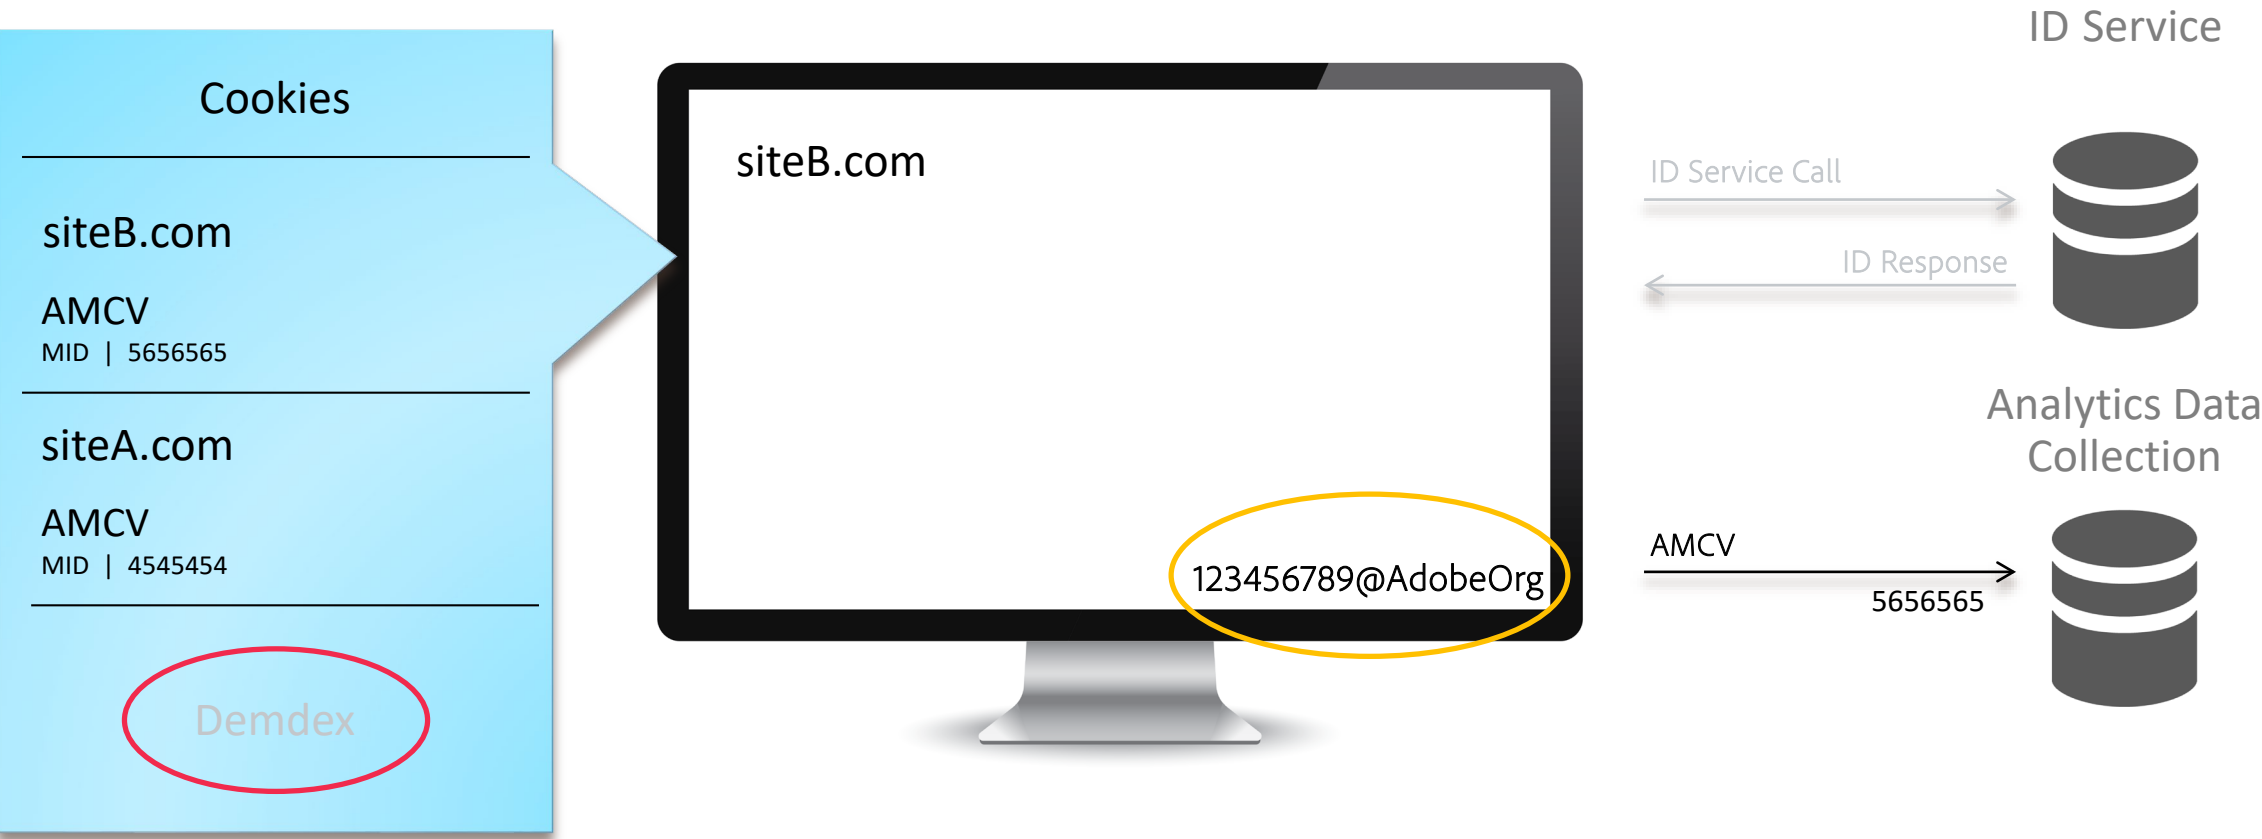 Cookies
siteB.com
AMCV
MID | 5656565
siteA.com
AMCV
MID | 4545454
Demdex
siteB.com
123456789@AdobeOrg
ID Service
ID Service Call
ID Response
Analytics Data
Collection
AMCV
5656565